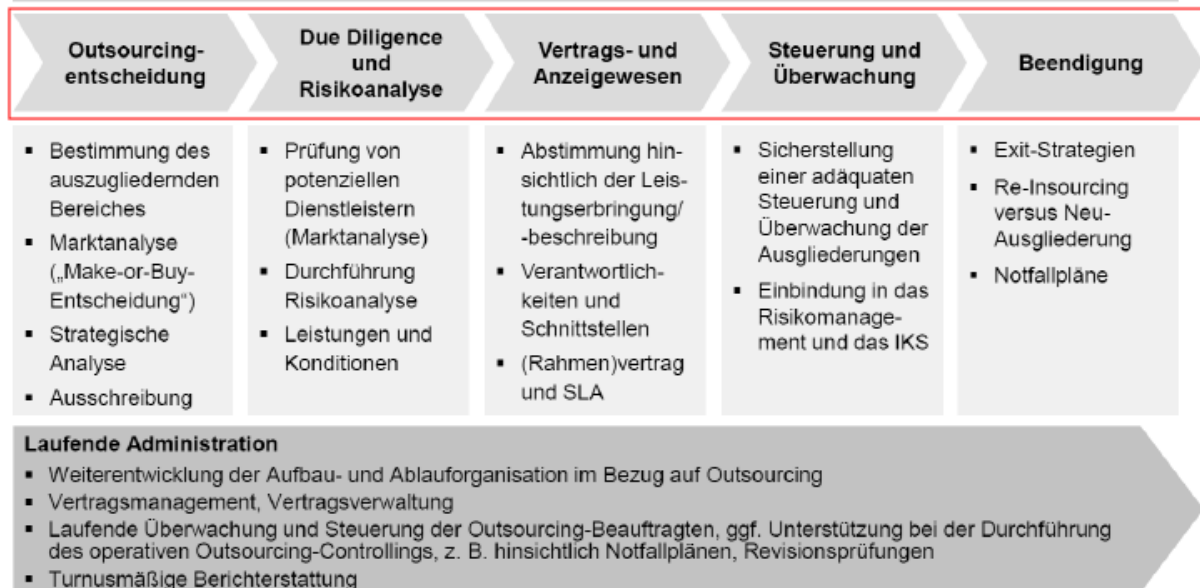 Outsourcing-
entscheidung
Due Diligence
und
Risikoanalyse
Vertrags- und
Anzeigewesen
Steuerung und
Überwachung
Beendigung
▪ Bestimmung des
auszugliedernden
Bereiches
▪ Marktanalyse
(„Make-or-Buy-
Entscheidung“)
▪ Strategische
Analyse
▪ Ausschreibung
▪ Prüfung von
potenziellen
Dienstleistern
(Marktanalyse)
▪ Durchführung
Risikoanalyse
▪ Leistungen und
Konditionen
▪ Abstimmung hin-
sichtlich der Leis-
tungserbringung/
-beschreibung
▪ Verantwortlich-
keiten und
Schnittstellen
▪ (Rahmen)vertrag
und SLA
▪ Sicherstellung
einer adäquaten
Steuerung und
Überwachung der
Ausgliederungen
▪ Einbindung in das
Risikomanage-
ment und das IKS
▪ Exit-Strategien
▪ Re-Insourcing
versus Neu-
Ausgliederung
▪ Notfallpläne
Laufende Administration
▪ Weiterentwicklung der Aufbau- und Ablauforganisation im Bezug auf Outsourcing
▪ Vertragsmanagement, Vertragsverwaltung
▪ Laufende Überwachung und Steuerung der Outsourcing-Beauftragten, ggf. Unterstützung bei der Durchführung
des operativen Outsourcing-Controllings, z. B. hinsichtlich Notfallplänen, Revisionsprüfungen
▪ Turnusmäßige Berichterstattung